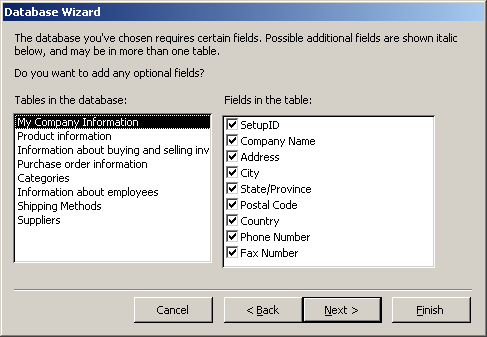 Database Wizard
The database you've chosen requires certain fields. Possible additional fields are shown italic
below, and may be in more than one table.
Do you want to add any optional fields?
Tables in the database:
My Company Information
Product information
Information about buying and selling inv
Purchase order information
Categories
Information about employees
Shipping Methods
Suppliers
Fields in the table:
SetupID
Company Name
Address
City
State/Province
Postal Code
Country
Phone Number
Fax Number
Cancel
< Back
Next >
Finish